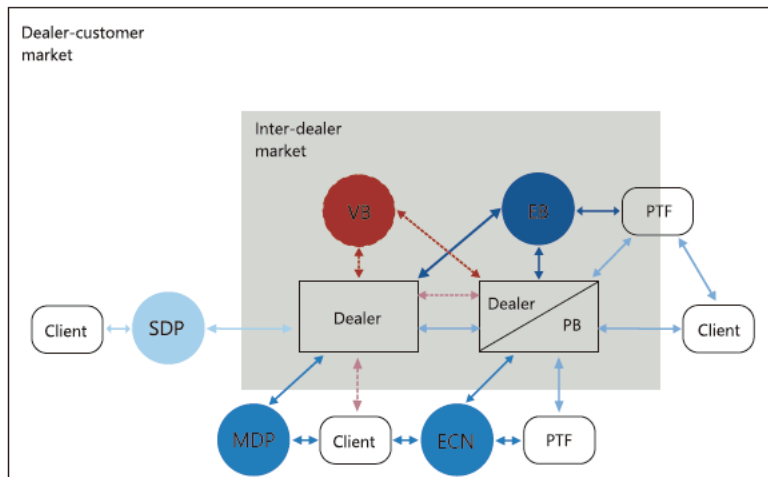 Dealer-customer
market
Inter-dealer
market
VB
EB
PTF
Dealer
Dealer
PB
Client
SDP
Client
MDP
Client
ECN
PTF